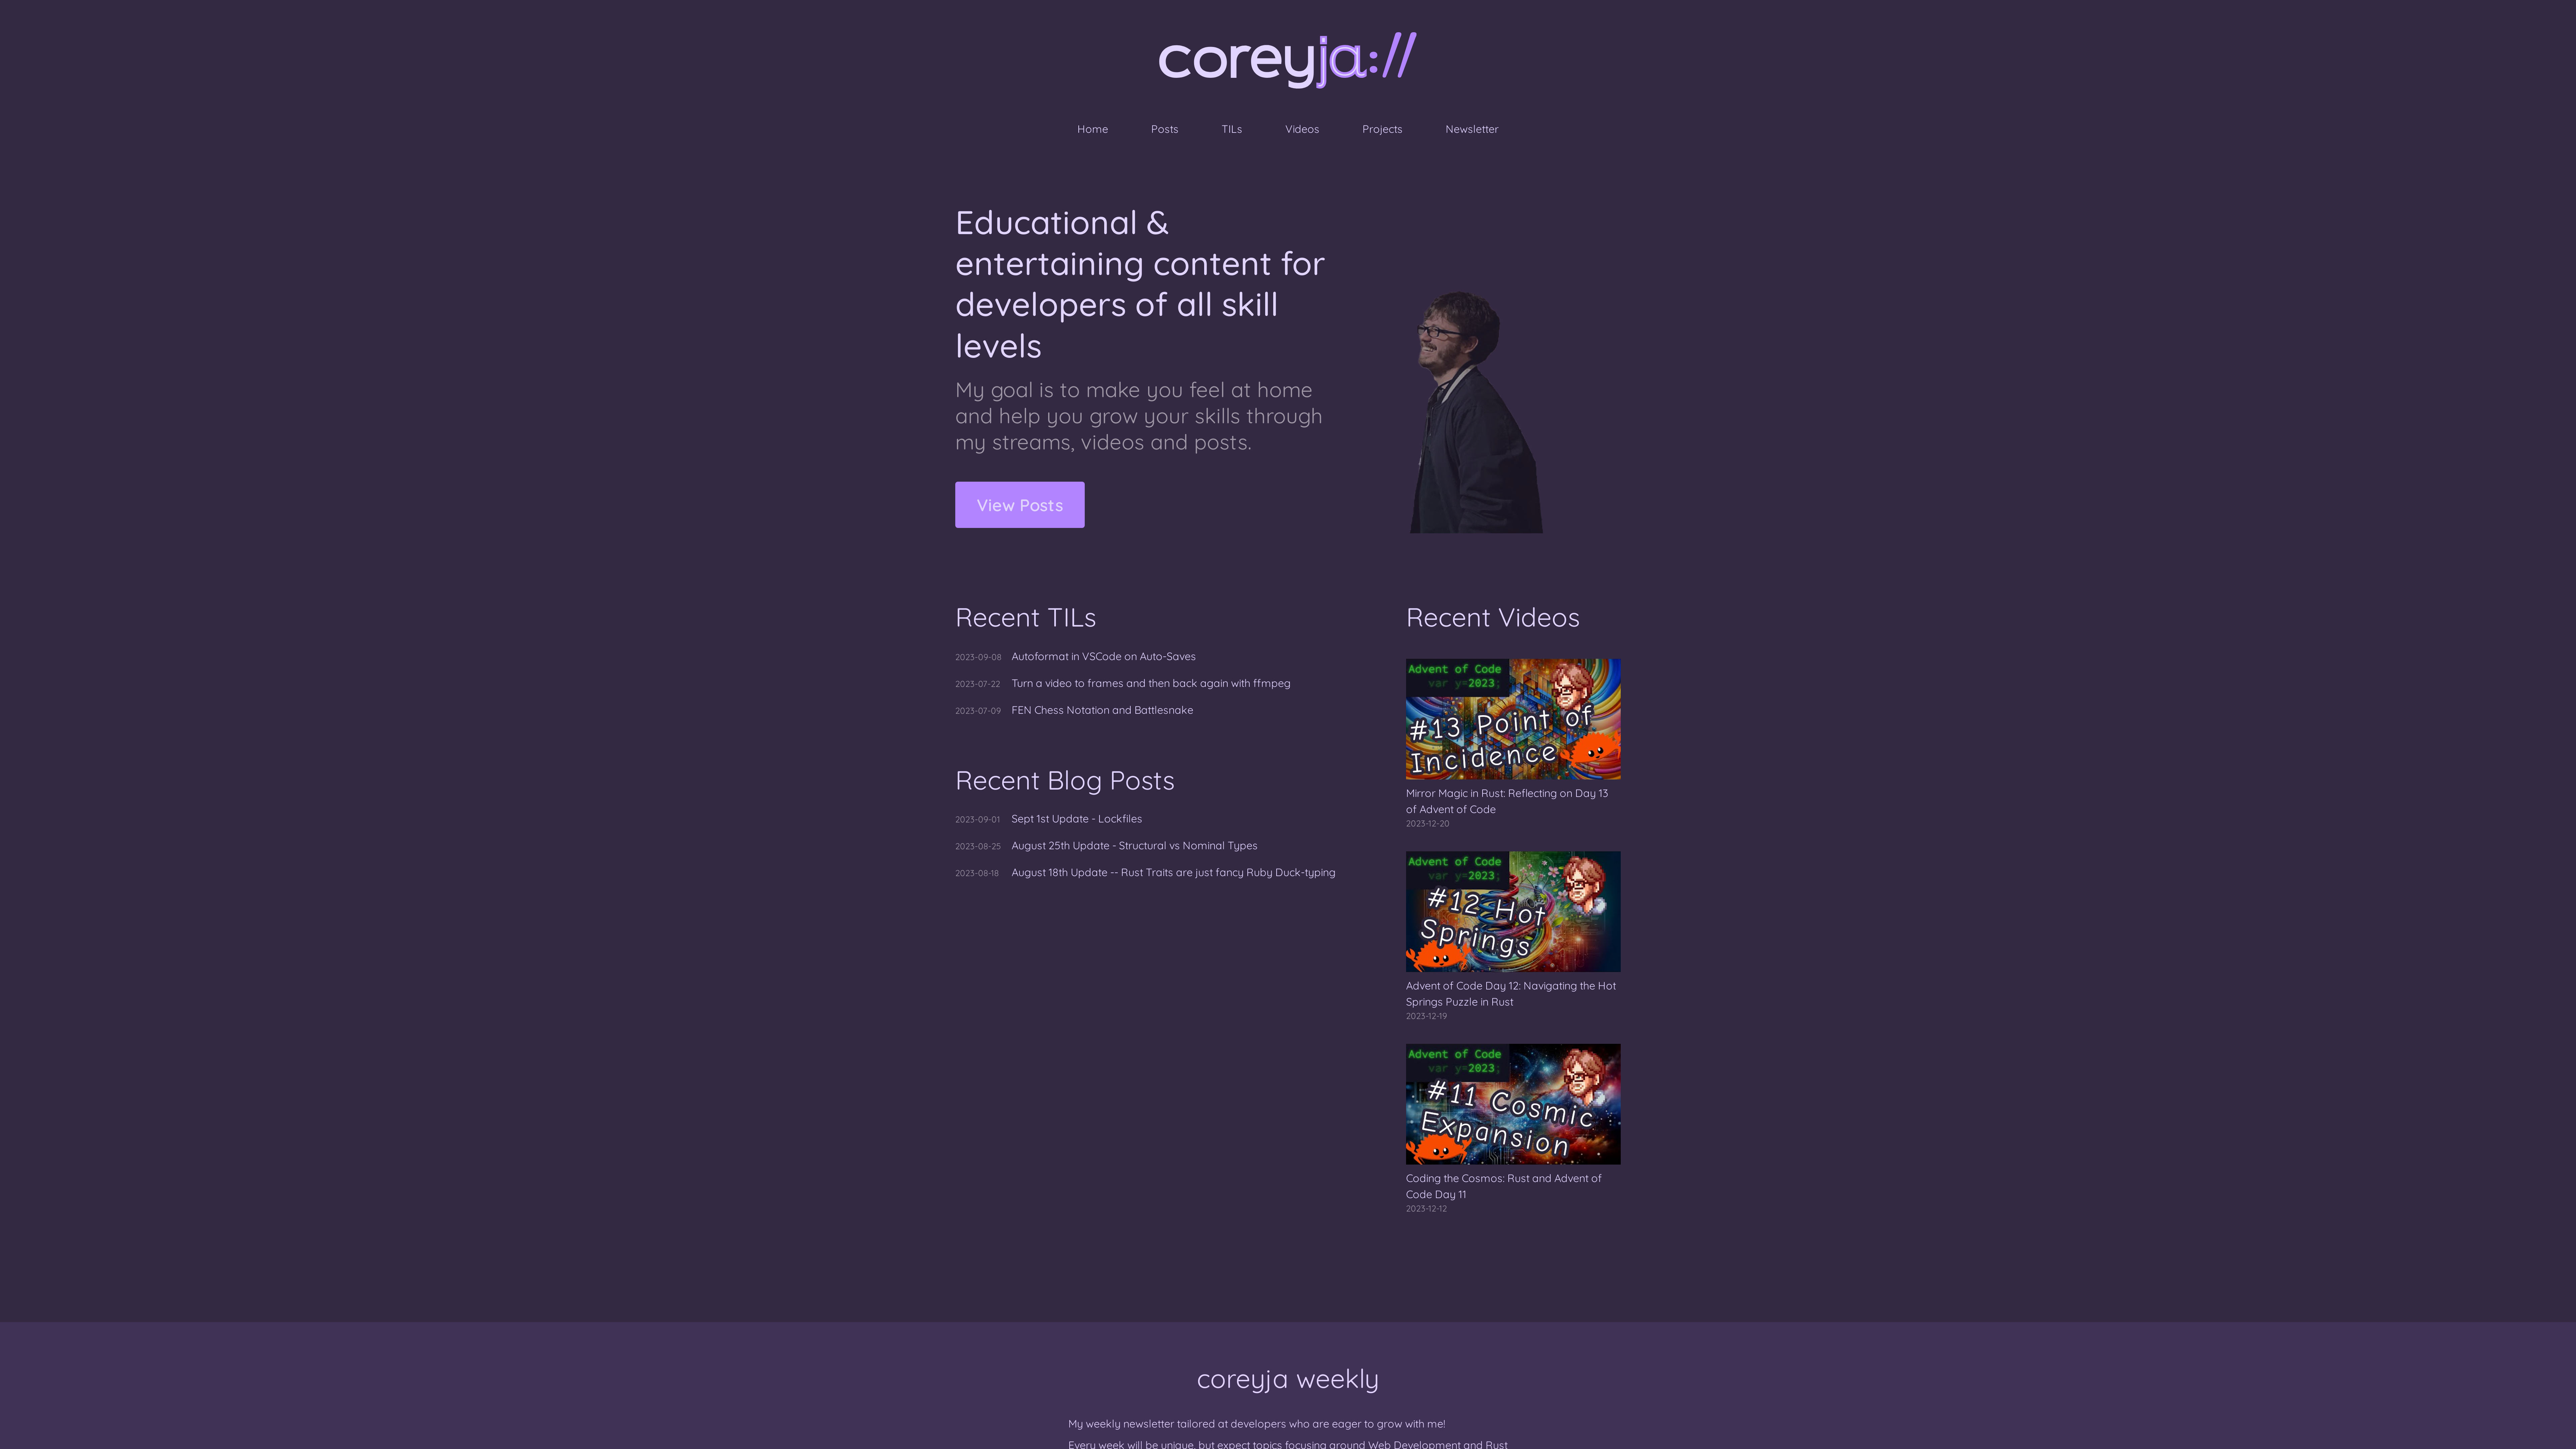 coreyja://
Home
Posts
TILs
Videos
Projects
Newsletter
Educational &
entertaining content for
developers of all skill
levels
My goal is to make you feel at home
and help you grow your skills through
my streams, videos and posts.
View Posts
Recent TILs
2023-09-08 Autoformat in VSCode on Auto-Saves
2023-07-22 Turn a video to frames and then back again with ffmpeg
2023-07-09 FEN Chess Notation and Battlesnake
Recent Blog Posts
2023-09-01 Sept 1st Update - Lockfiles
2023-08-25 August 25th Update - Structural vs Nominal Types
2023-08-18 August 18th Update -- Rust Traits are just fancy Ruby Duck-typing
Recent Videos
Advent of Code
var y=2023;
#13 Point of
Incidence
Mirror Magic in Rust: Reflecting on Day 13
of Advent of Code
2023-12-20
Advent of Code
var y=2023;
#12 Hot
Springs
Advent of Code Day 12: Navigating the Hot
Springs Puzzle in Rust
2023-12-19
Advent of Code
var y=2023;
#11 Cosmic
Expansion
Coding the Cosmos: Rust and Advent of
Code Day 11
2023-12-12
coreyja weekly
My weekly newsletter tailored at developers who are eager to grow with me!
Every week will be unique, but expect topics focusing around Web Development and Rust